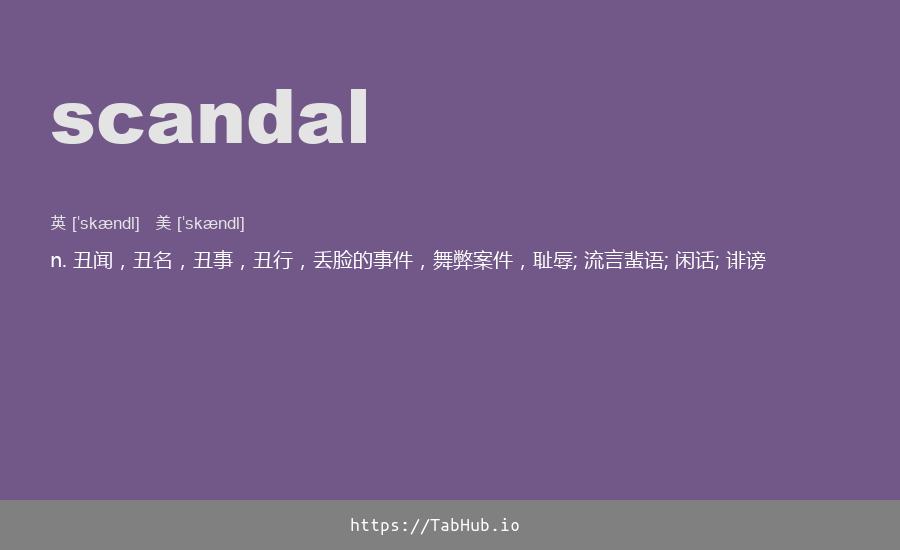 scandal
英 [ˈskændl] 美 [ˈskændl]
n. 丑闻，丑名，丑事，丑行，丢脸的事件，舞弊案件，耻辱; 流言蜚语; 闲话; 诽谤
https://TabHub.io